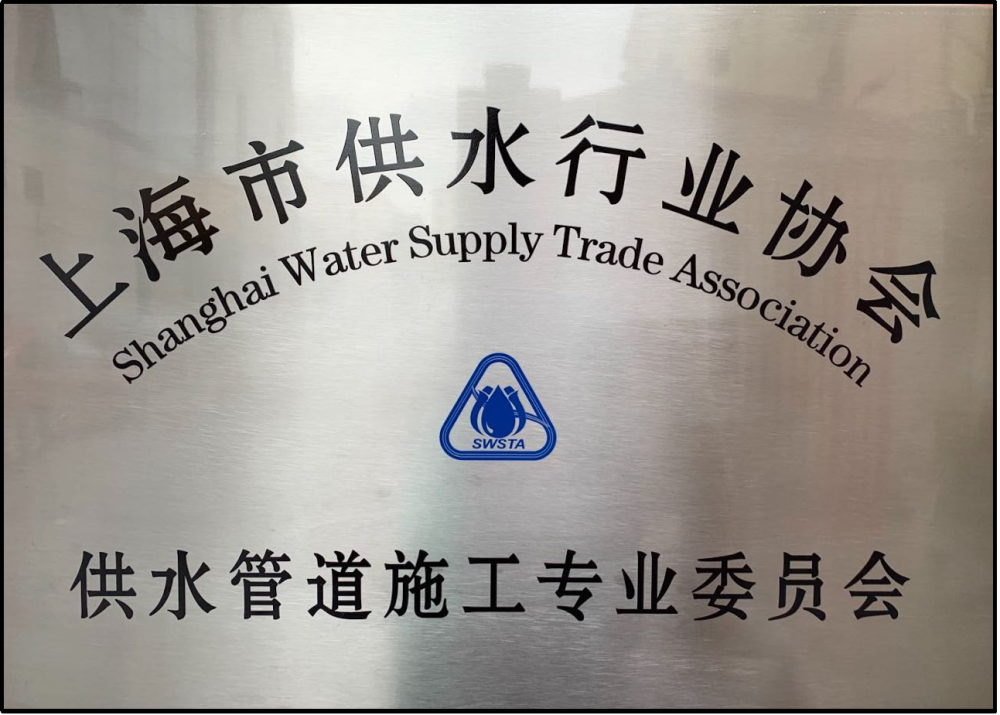 上海市供水行业协会
Shanghai Water Supply Trade Association
SWSTA
供水管道施工专业委员会